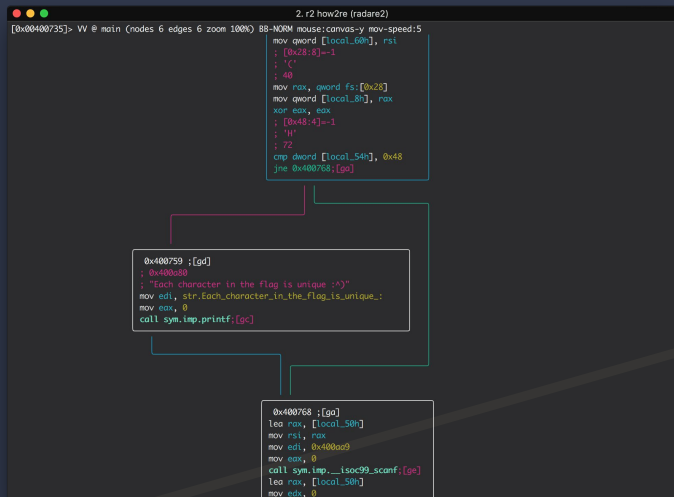 2. r2 how2re (radare2)
[0x00400735]> VV @ main (nodes 6 edges 6 zoom 100%) BB-NORM mouse:canvas-y mov-speed:5
mov qword [local_60h], rsi
; [0x28:8]=-1
; '('
; 40
mov rax, qword fs:[0x28]
mov qword [local_8h], rax
xor eax, eax
; [0x48:4]=-1
; 'H'
; 72
cmp dword [local_54h], 0x48
jne 0x400768;[ga]
0x400759 ;[gd]
; 0x400a80
; "Each character in the flag is unique :^)"
mov edi, str.Each_character_in_the_flag_is_unique_:
mov eax, 0
call sym.imp.printf;[gc]
0x400768 ;[ga]
lea rax, [local_50h]
mov rsi, rax
mov edi, 0x400aa9
mov eax, 0
call sym.imp.__isoc99_scanf;[ge]
lea rax, [local_50h]
mov edx, 0